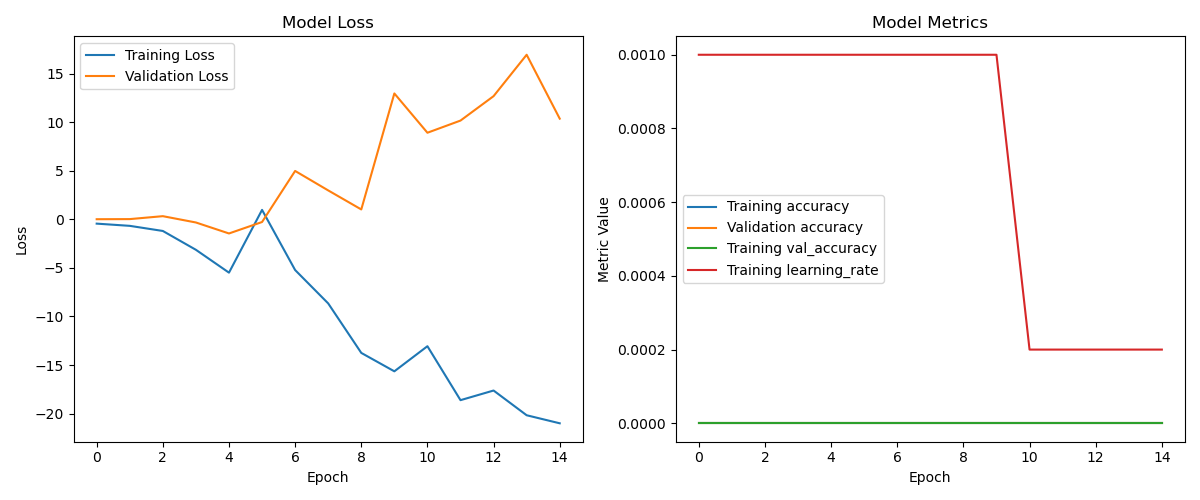 Model Loss
Training Loss
Validation Loss
15
10
5
0
−5
−10
−15
−20
Loss
0 2 4 6 8 10 12 14
Epoch
Model Metrics
0.0010
0.0008
0.0006
0.0004
0.0002
0.0000
Metric Value
Training accuracy
Validation accuracy
Training val_accuracy
Training learning_rate
0 2 4 6 8 10 12 14
Epoch